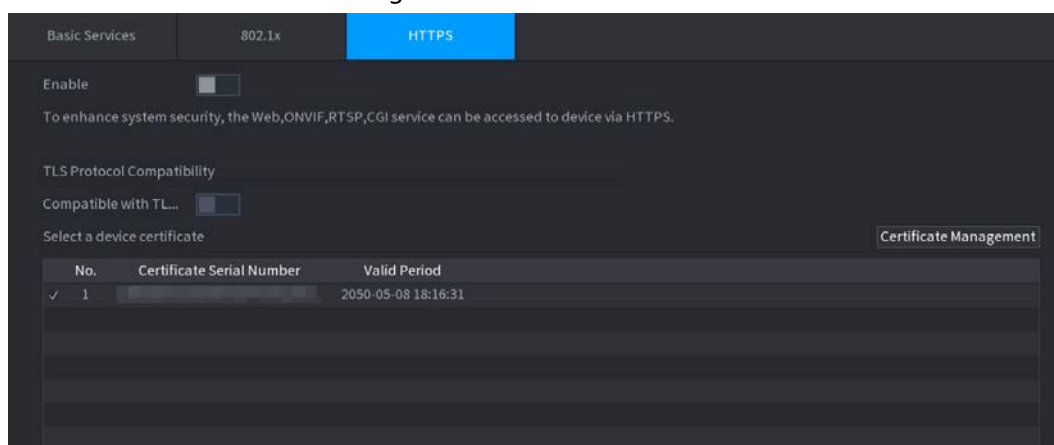 Basic Services 802.1x HTTPS
Enable
To enhance system security, the Web,ONVIF,RTSP,CGI service can be accessed to device via HTTPS.
TLS Protocol Compatibility
Compatible with TL...
Select a device certificate Certificate Management
No. Certificate Serial Number Valid Period
1 2050-05-08 18:16:31